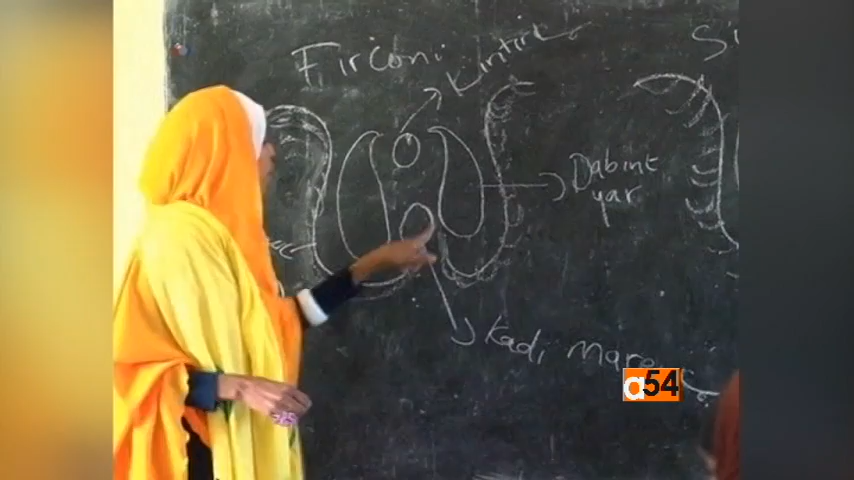 Firconi
Kintir
Dabint
yar
Kadi mare
a54